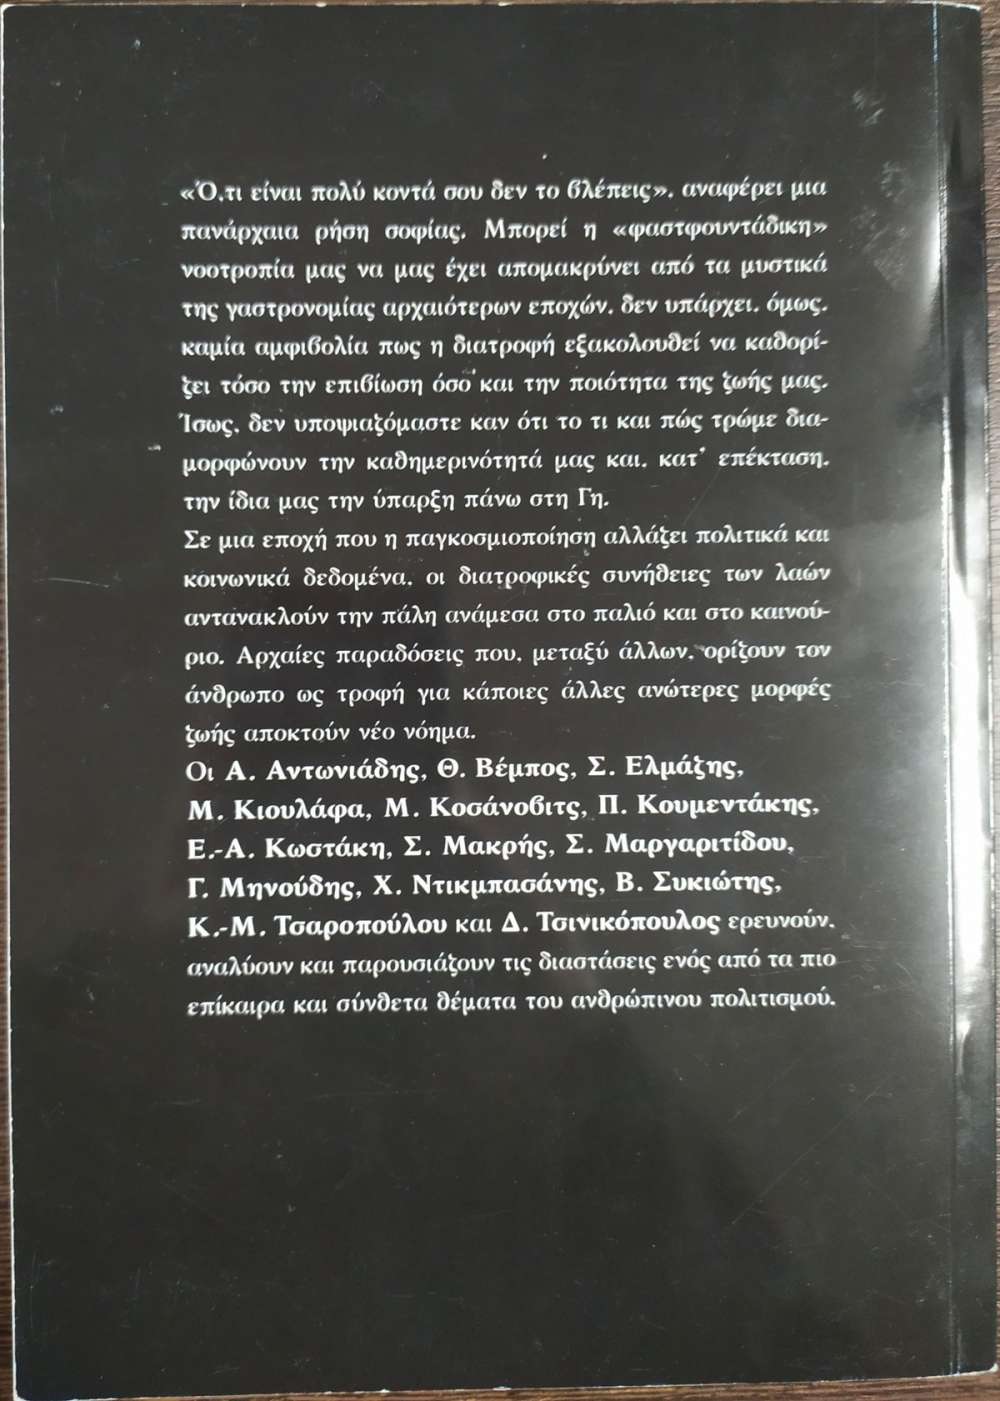 «Ό,τι είναι πολύ κοντά σου δεν το βλέπεις», αναφέρει μια
πανάρχαια ρήση σοφίας. Μπορεί η «φαστφουντάδικη»
νοοτροπία μας να μας έχει απομακρύνει από τα μυστικά
της γαστρονομίας αρχαιότερων εποχών, δεν υπάρχει, όμως,
καμία αμφιβολία πως η διατροφή εξακολουθεί να καθορί-
ζει τόσο την επιβίωση όσο και την ποιότητα της ζωής μας.
Ίσως, δεν υποψιαζόμαστε καν ότι το τι και πώς τρώμε δια-
μορφώνουν την καθημερινότητά μας και, κατ' επέκταση,
την ίδια μας την ύπαρξη πάνω στη Γη.
Σε μια εποχή που η παγκοσμιοποίηση αλλάζει πολιτικά και
κοινωνικά δεδομένα, οι διατροφικές συνήθειες των λαών
αντανακλούν την πάλη ανάμεσα στο παλιό και στο καινού-
ριο. Αρχαίες παραδόσεις που, μεταξύ άλλων, ορίζουν τον
άνθρωπο ως τροφή για κάποιες άλλες ανώτερες μορφές
ζωής αποκτούν νέο νόημα.
Οι Α. Αντωνιάδης, Θ. Βέμπος, Σ. Ελμάζης,
Μ. Κιουλάφα, Μ. Κοσάνοβιτς, Π. Κουμεντάκης,
Ε.-Α. Κωστάκη, Σ. Μακρής, Σ. Μαργαριτίδου,
Γ. Μηνούδης, Χ. Ντικμπασάνης, Β. Συκιώτης,
Κ.-Μ. Τσαροπούλου και Δ. Τσινικόπουλος ερευνούν,
αναλύουν και παρουσιάζουν τις διαστάσεις ενός από τα πιο
επίκαιρα και σύνθετα θέματα του ανθρώπινου πολιτισμού.